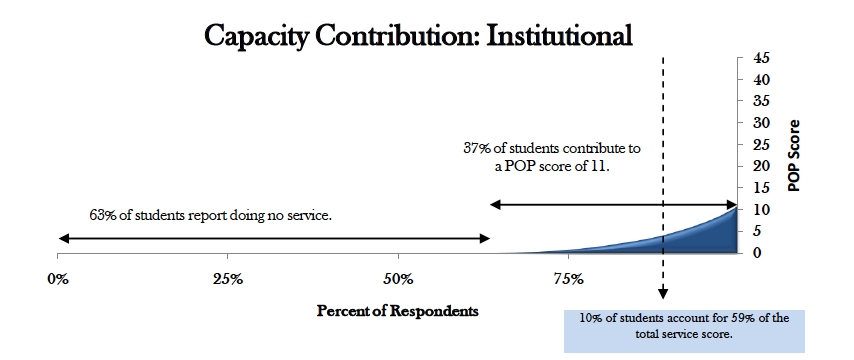 Capacity Contribution: Institutional
45
40
35
30
25
20
15
10
5
0
POP Score
37% of students contribute to
a POP score of 11.
63% of students report doing no service.
0%
25%
50%
75%
Percent of Respondents
10% of students account for 59% of the
total service score.